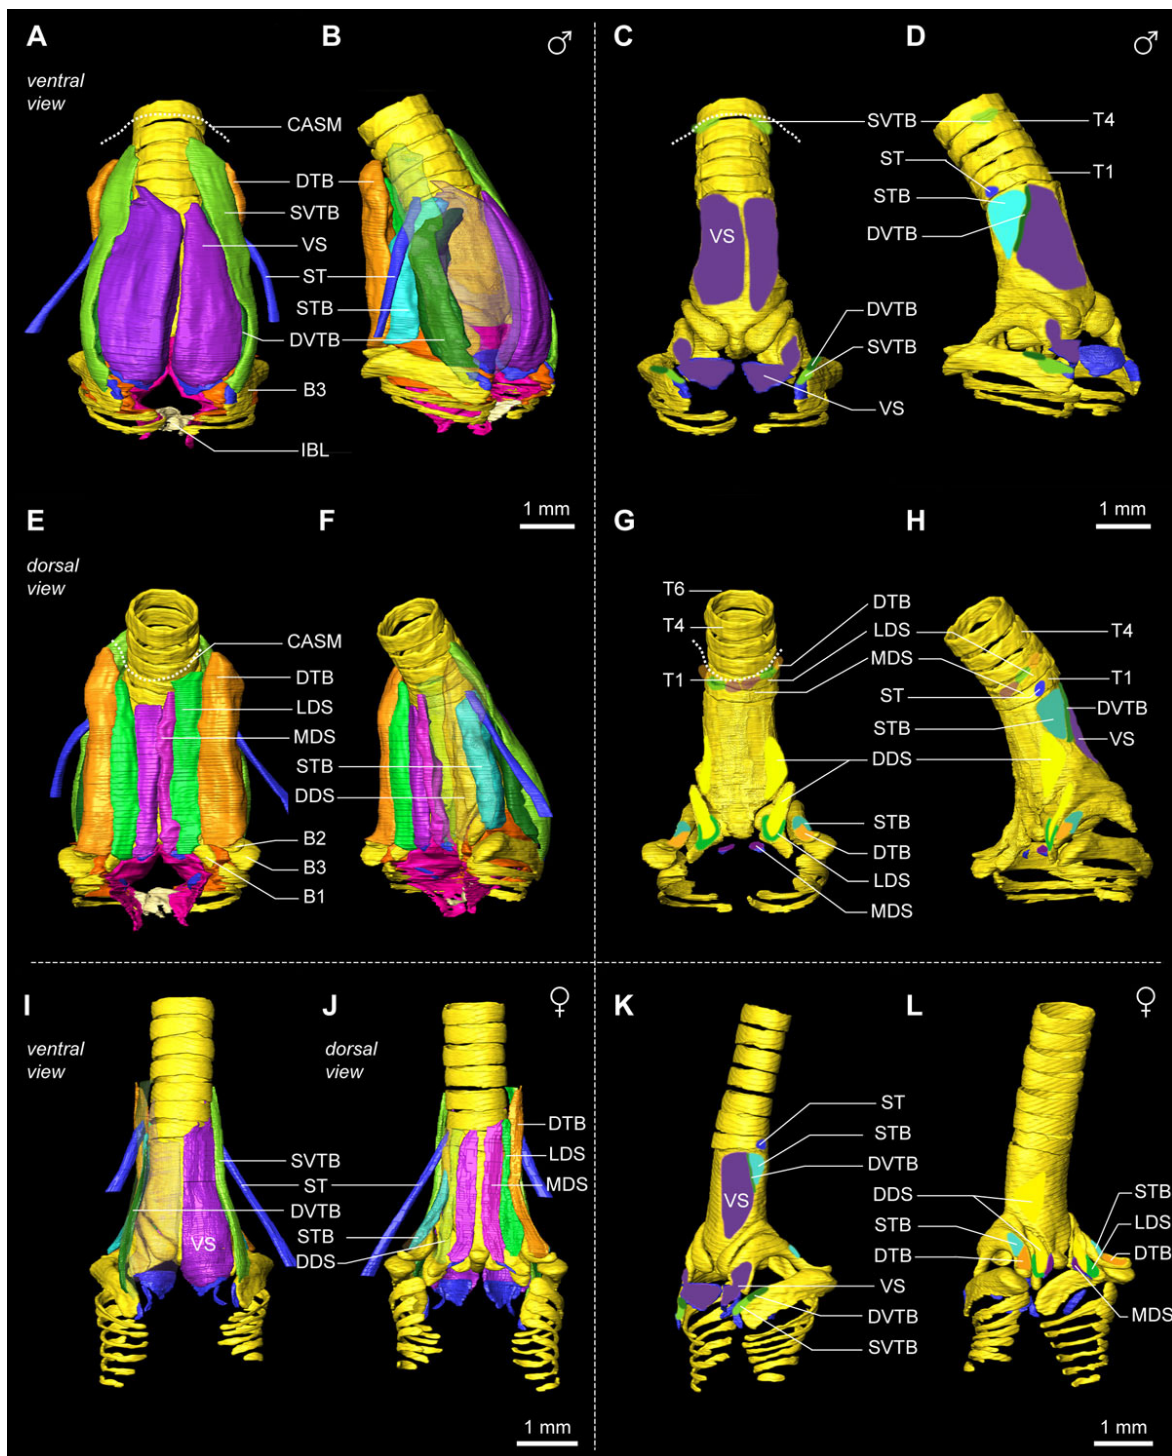 A
B
♂
ventral
view
CASM
DTB
SVTB
VS
ST
STB
DVTB
B3
IBL
1 mm
C
D
♂
SVTB
T4
ST
T1
STB
DVTB
VS
DVTB
SVTB
VS
1 mm
E
F
dorsal
view
CASM
DTB
LDS
MDS
STB
DDS
B2
B3
B1
G
H
T6
DTB
T4
LDS
T4
MDS
T1
T1
ST
DVTB
STB
VS
DDS
STB
DTB
LDS
MDS
I
J
♀
ventral
view
dorsal
view
DTB
LDS
SVTB
ST
MDS
DVTB
VS
STB
DDS
1 mm
K
L
♀
ST
STB
DVTB
VS
DDS
STB
STB
LDS
DTB
DTB
VS
MDS
DVTB
SVTB
1 mm